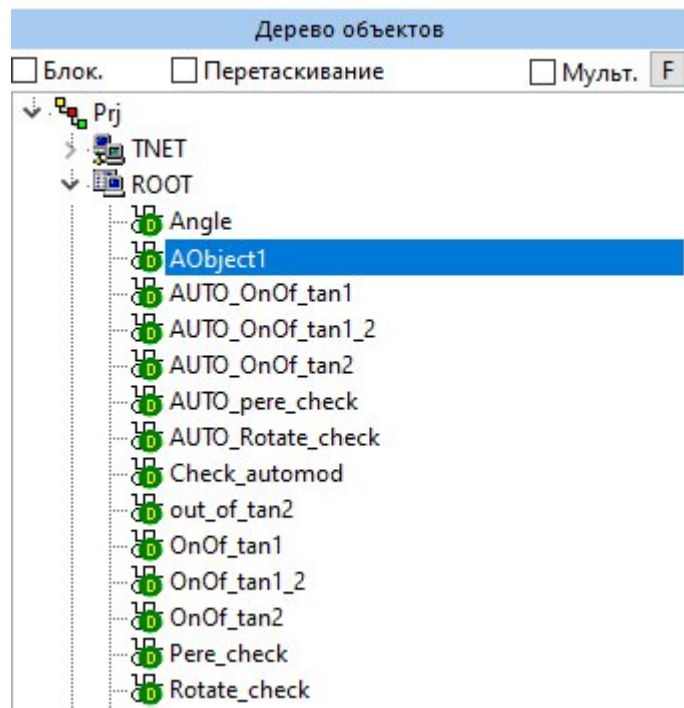 Дерево объектов
Блок. Перетаскивание Мульт. F
Prj
TNET
ROOT
Angle
AObject1
AUTO_OnOf_tan1
AUTO_OnOf_tan1_2
AUTO_OnOf_tan2
AUTO_pere_check
AUTO_Rotate_check
Check_automod
out_of_tan2
OnOf_tan1
OnOf_tan1_2
OnOf_tan2
Pere_check
Rotate_check